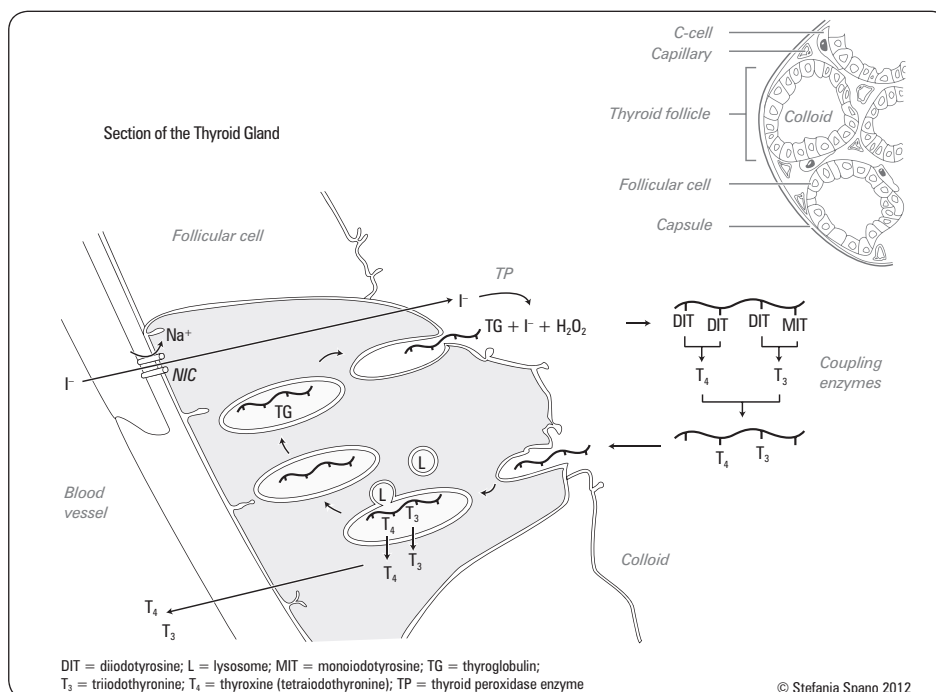 C-cell
Capillary
Thyroid follicle
Colloid
Follicular cell
Capsule
Section of the Thyroid Gland
Follicular cell
TP
I⁻
TG + I⁻ + H₂O₂
DIT DIT DIT MIT
Na⁺
I⁻
NIC
T₄ T₃
Coupling
enzymes
TG
T₄ T₃
L
L
T₄ T₃
Blood
vessel
T₄ T₃
Colloid
T₄
T₃
DIT = diiodotyrosine; L = lysosome; MIT = monoiodotyrosine; TG = thyroglobulin;
T₃ = triiodothyronine; T₄ = thyroxine (tetraiodothyronine); TP = thyroid peroxidase enzyme
© Stefania Spano 2012